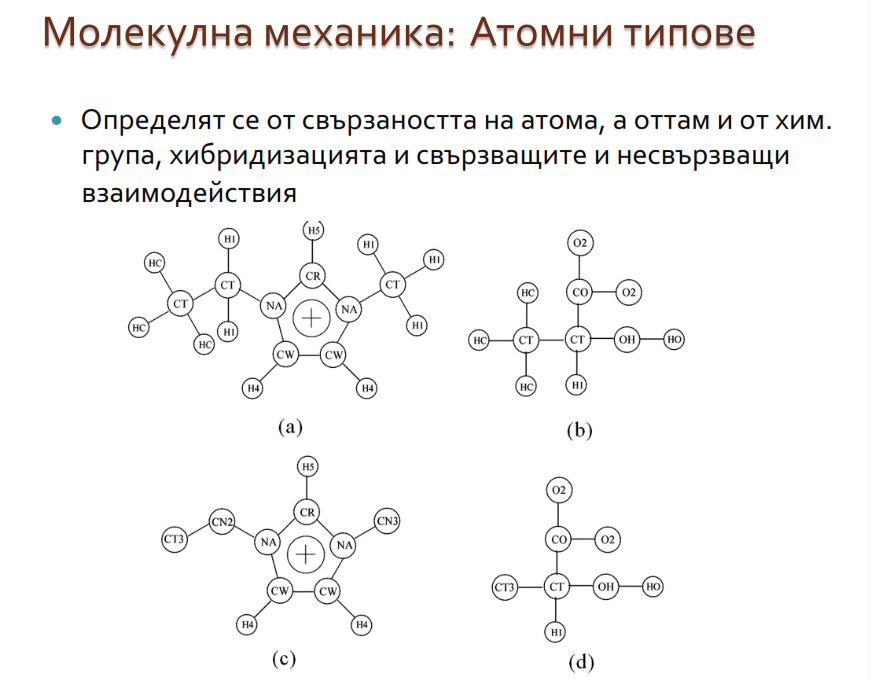 Молекулна механика: Атомни типове
Определят се от свързаността на атома, а оттам и от хим.
група, хибридизацията и свързващите и несвързващи
взаимодействия
H5
H1 H1
HC CR H1
CT CT
CT NA NA
HC H1 H1
HC CW CW
H4 H4
(a)
O2
HC CO O2
HC CT CT OH HO
HC H1
(b)
H5
CR
CN2 CN3
CT3 NA NA
CW CW
H4 H4
(c)
O2
CO O2
CT3 CT OH HO
H1
(d)